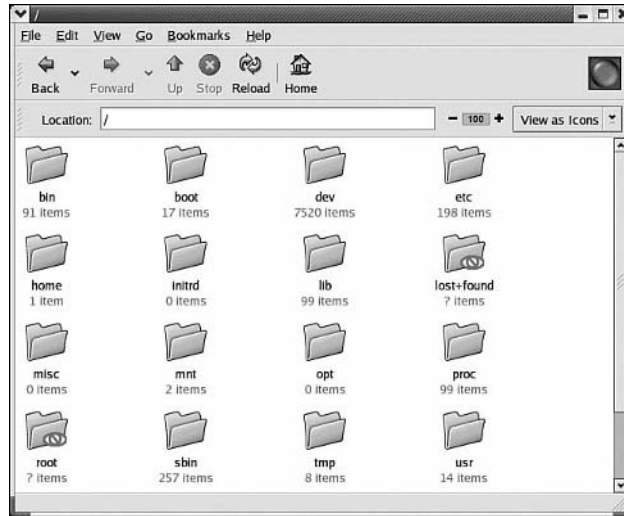 /
File Edit View Go Bookmarks Help
Back Forward Up Stop Reload Home
Location: / 100 View as Icons
bin boot dev etc
91 items 17 items 7520 items 198 items
home initrd lib lost+found
1 item 0 items 99 items ? items
misc mnt opt proc
0 items 2 items 0 items 99 items
root sbin tmp usr
? items 257 items 8 items 14 items